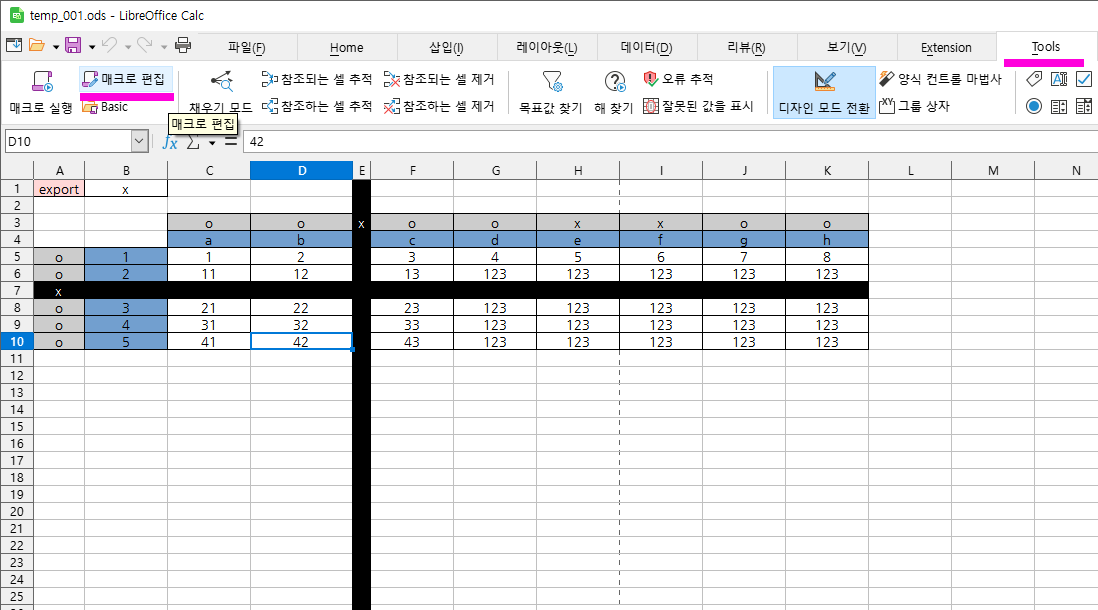 temp_001.ods - LibreOffice Calc
파일(F) Home 삽입(I) 레이아웃(L) 데이터(D) 리뷰(R) 보기(V) Extension Tools
매크로 편집 참조되는 셀 추적 참조되는 셀 제거 오류 추적 양식 컨트롤 마법사
매크로 실행 Basic 채우기 모드 참조하는 셀 추적 참조하는 셀 제거 목표값 찾기 해 찾기 잘못된 값을 표시 디자인 모드 전환 그룹 상자
매크로 편집
D10 fx Σ = 42
A B C D E F G H I J K L M N
1 export x
2
3 o o x o o x x o o
4 a b c d e f g h
5 o 1 1 2 3 4 5 6 7 8
6 o 2 11 12 13 123 123 123 123 123
7 x
8 o 3 21 22 23 123 123 123 123 123
9 o 4 31 32 33 123 123 123 123 123
10 o 5 41 42 43 123 123 123 123 123
11
12
13
14
15
16
17
18
19
20
21
22
23
24
25